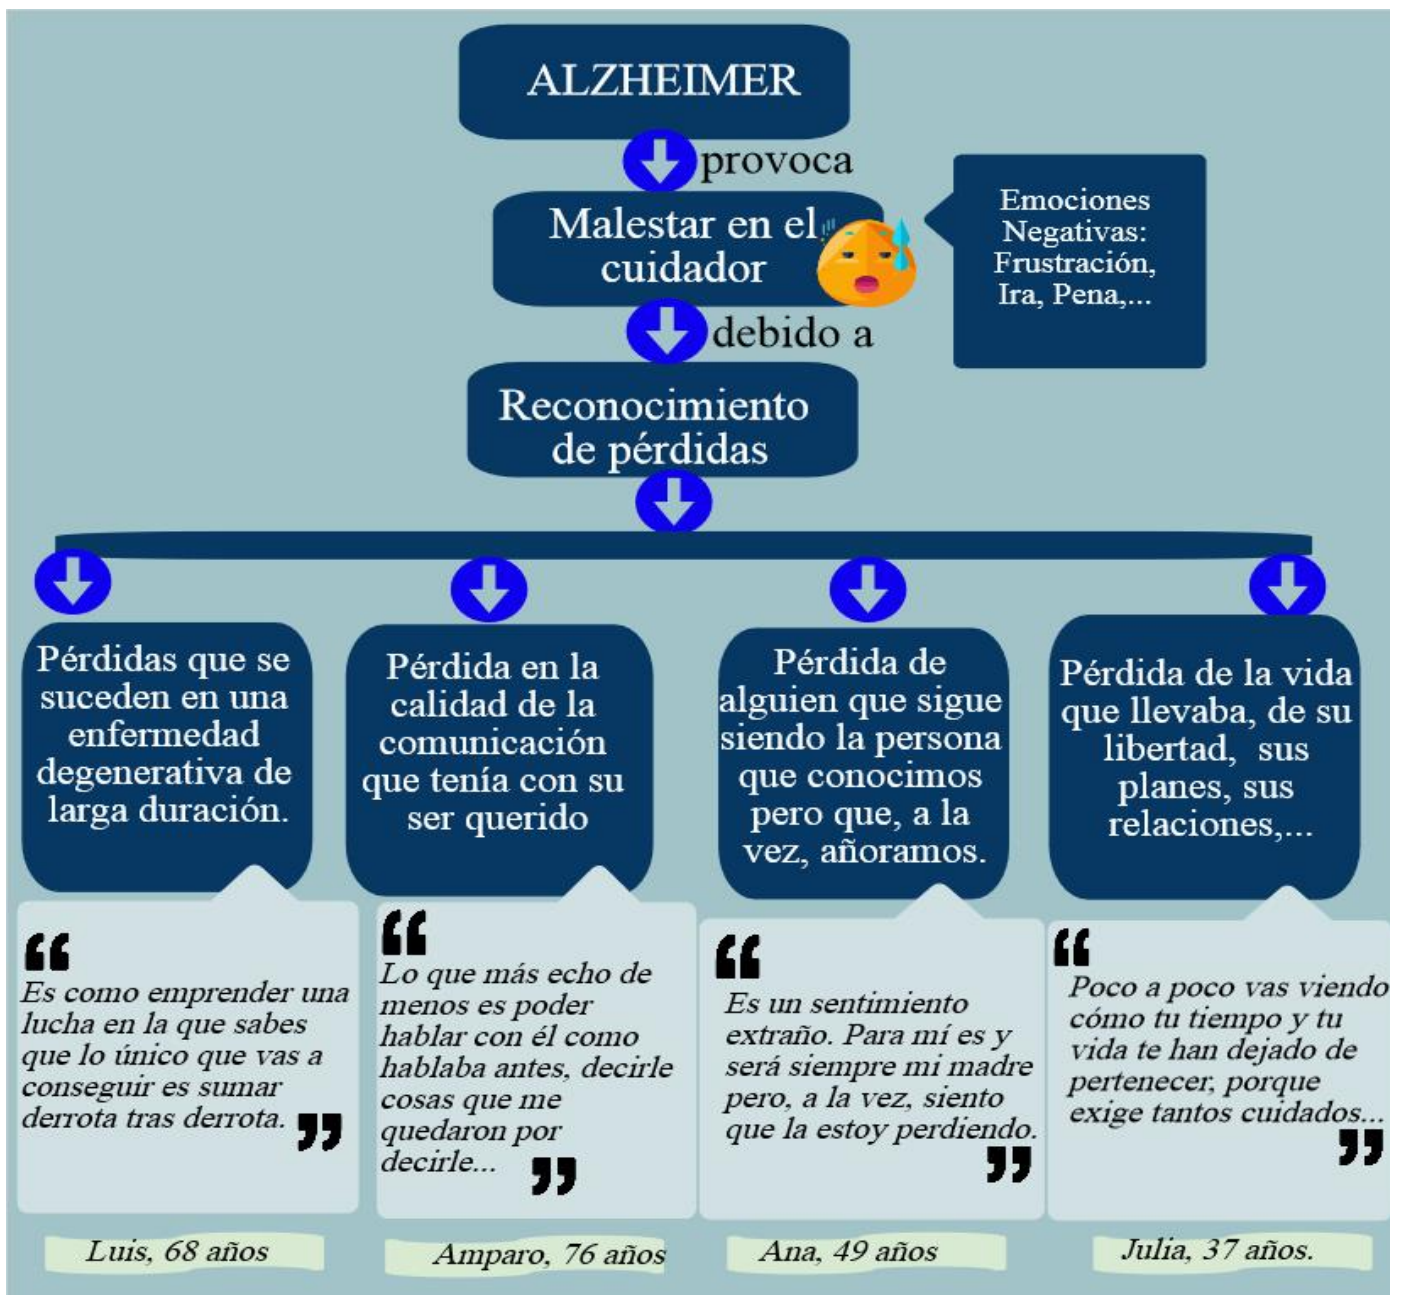 ALZHEIMER
provoca
Malestar en el
cuidador
Emociones
Negativas:
Frustración,
Ira, Pena,...
debido a
Reconocimiento
de pérdidas
Pérdidas que se
suceden en una
enfermedad
degenerativa de
larga duración.
Pérdida en la
calidad de la
comunicación
que tenía con su
ser querido
Pérdida de
alguien que sigue
siendo la persona
que conocimos
pero que, a la
vez, añoramos.
Pérdida de la vida
que llevaba, de su
libertad, sus
planes, sus
relaciones,...
“
Es como emprender una
lucha en la que sabes
que lo único que vas a
conseguir es sumar
derrota tras derrota. ”
“
Lo que más echo de
menos es poder
hablar con él como
hablaba antes, decirle
cosas que me
quedaron por
decirle... ”
“
Es un sentimiento
extraño. Para mí es y
será siempre mi madre
pero, a la vez, siento
que la estoy perdiendo.
”
“
Poco a poco vas viendo
cómo tu tiempo y tu
vida te han dejado de
pertenecer, porque
exige tantos cuidados...
”
Luis, 68 años
Amparo, 76 años
Ana, 49 años
Julia, 37 años.